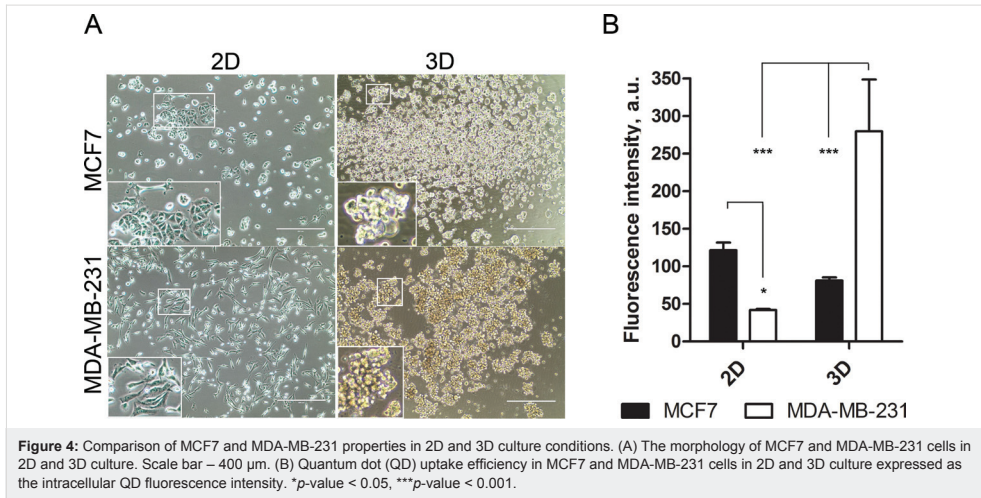 A
2D
3D
MCF7
MDA-MB-231
B
Fluorescence intensity, a.u.
350
300
250
200
150
100
50
0
***
***
*
2D
3D
MCF7
MDA-MB-231
Figure 4: Comparison of MCF7 and MDA-MB-231 properties in 2D and 3D culture conditions. (A) The morphology of MCF7 and MDA-MB-231 cells in
2D and 3D culture. Scale bar – 400 µm. (B) Quantum dot (QD) uptake efficiency in MCF7 and MDA-MB-231 cells in 2D and 3D culture expressed as
the intracellular QD fluorescence intensity. *p-value < 0.05, ***p-value < 0.001.